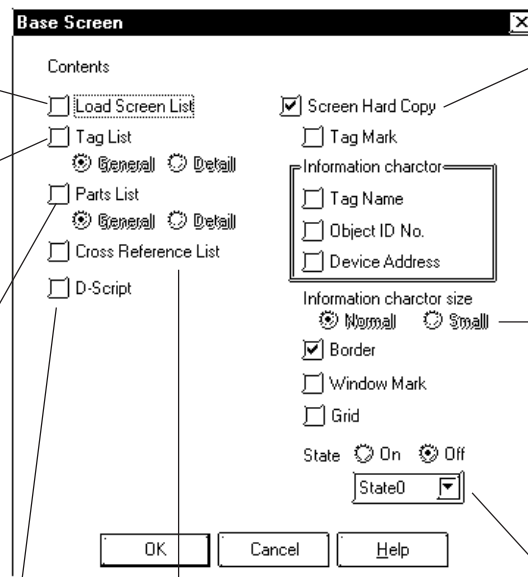 Base Screen
Contents
Load Screen List
Tag List
General Detail
Parts List
General Detail
Cross Reference List
D-Script
Screen Hard Copy
Tag Mark
Information charctor
Tag Name
Object ID No.
Device Address
Information charctor size
Normal Small
Border
Window Mark
Grid
State On Off
State0
OK Cancel Help